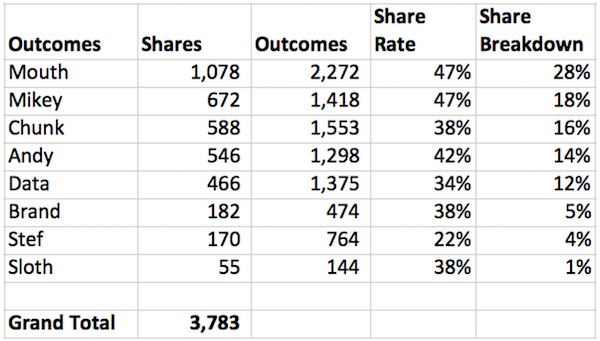 Share Share
Outcomes Shares Outcomes Rate Breakdown
Mouth 1,078 2,272 47% 28%
Mikey 672 1,418 47% 18%
Chunk 588 1,553 38% 16%
Andy 546 1,298 42% 14%
Data 466 1,375 34% 12%
Brand 182 474 38% 5%
Stef 170 764 22% 4%
Sloth 55 144 38% 1%
Grand Total 3,783